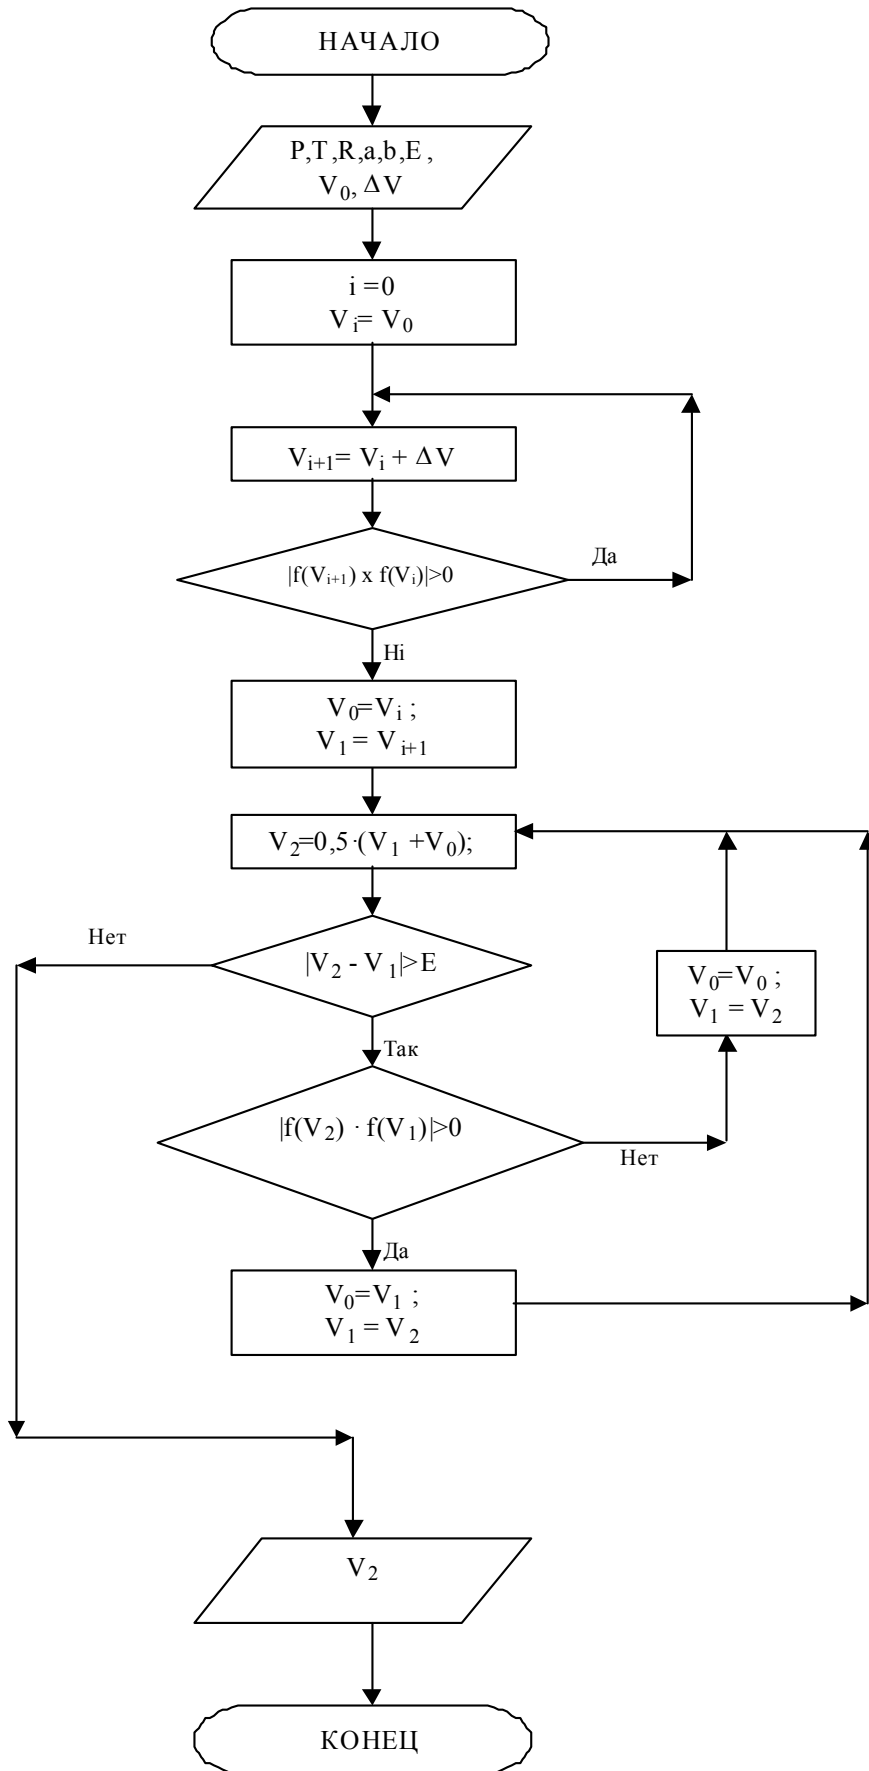 НАЧАЛО
P,T,R,a,b,E,
V₀, ΔV
i=0
Vᵢ= V₀
Vᵢ₊₁= Vᵢ + ΔV
|f(Vᵢ₊₁) x f(Vᵢ)|>0
Да
Ні
V₀=Vᵢ ;
V₁ = Vᵢ₊₁
V₂=0,5·(V₁ +V₀);
Нет
|V₂ - V₁|>E
V₀=V₀ ;
V₁ = V₂
Так
|f(V₂) · f(V₁)|>0
Нет
Да
V₀=V₁ ;
V₁ = V₂
V₂
КОНЕЦ